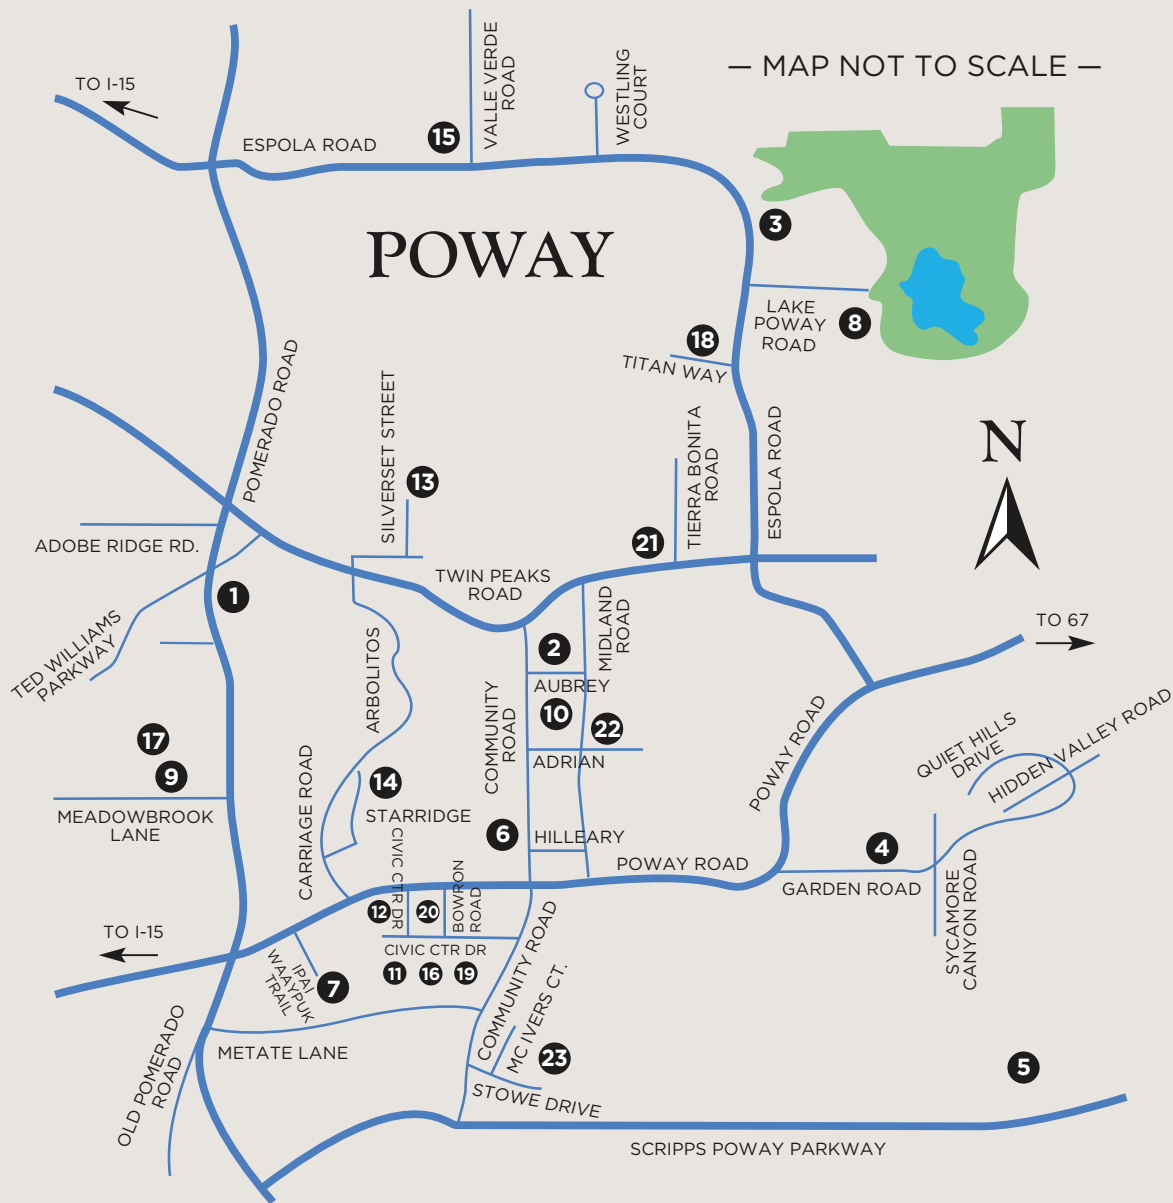 — MAP NOT TO SCALE —
TO I-15
VALLE VERDE
ROAD
WESTLING
COURT
15
ESPOLA ROAD
3
POWAY
LAKE
POWAY
ROAD
8
18
TITAN WAY
POMERADO ROAD
SILVERSET STREET
13
TIERRA BONITA
ROAD
ESPOLA ROAD
N
ADOBE RIDGE RD.
21
TWIN PEAKS
ROAD
1
MIDLAND
ROAD
TO 67
TED WILLIAMS
PARKWAY
ARBOLITOS
2
AUBREY
10
22
ADRIAN
COMMUNITY
ROAD
POWAY ROAD
QUIET HILLS
DRIVE
HIDDEN VALLEY ROAD
17
9
MEADOWBROOK
LANE
CARRIAGE ROAD
14
STARRIDGE
6
HILLEARY
CIVIC CTR DR
BOWRON
ROAD
POWAY ROAD
4
GARDEN ROAD
SYCAMORE
CANYON ROAD
12
20
TO I-15
CIVIC CTR DR
11
16
19
IPAI
WAAYPUK
TRAIL
7
COMMUNITY ROAD
MC IVERS CT.
METATE LANE
OLD POMERADO
ROAD
23
STOWE DRIVE
5
SCRIPPS POWAY PARKWAY